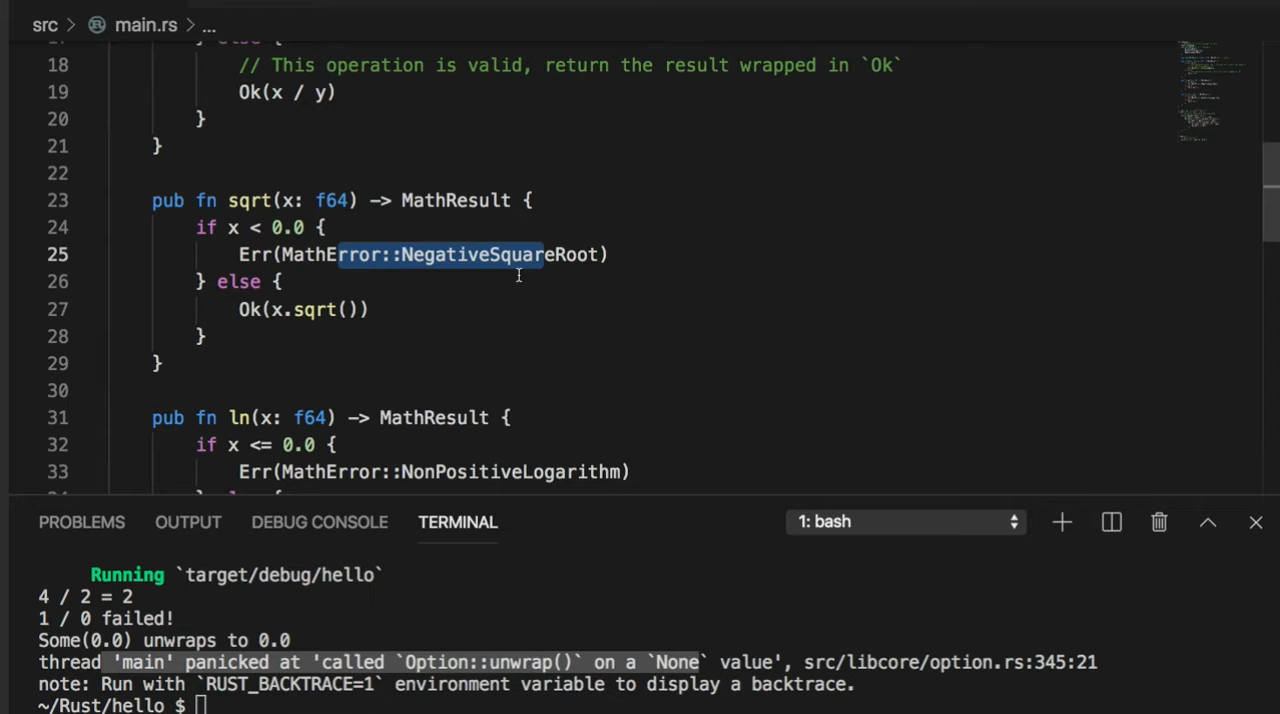 src > main.rs > ...
} else {
18 // This operation is valid, return the result wrapped in `Ok`
19 Ok(x / y)
20 }
21 }
22
23 pub fn sqrt(x: f64) -> MathResult {
24 if x < 0.0 {
25 Err(MathError::NegativeSquareRoot)
26 } else {
27 Ok(x.sqrt())
28 }
29 }
30
31 pub fn ln(x: f64) -> MathResult {
32 if x <= 0.0 {
33 Err(MathError::NonPositiveLogarithm)
} else {
PROBLEMS OUTPUT DEBUG CONSOLE TERMINAL 1: bash
Running `target/debug/hello`
4 / 2 = 2
1 / 0 failed!
Some(0.0) unwraps to 0.0
thread 'main' panicked at 'called `Option::unwrap()` on a `None` value', src/libcore/option.rs:345:21
note: Run with `RUST_BACKTRACE=1` environment variable to display a backtrace.
~/Rust/hello $